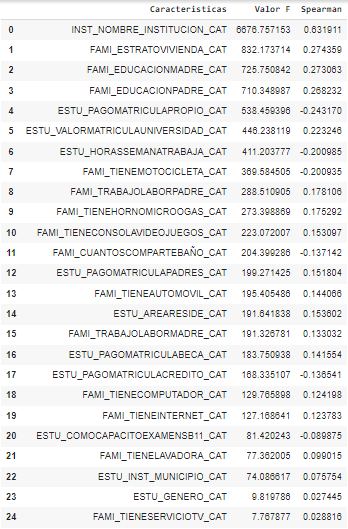 Caracteristicas Valor F Spearman
0 INST_NOMBRE_INSTITUCION_CAT 6676.757153 0.631911
1 FAMI_ESTRATOVIVIENDA_CAT 832.173714 0.274359
2 FAMI_EDUCACIONMADRE_CAT 725.750842 0.273063
3 FAMI_EDUCACIONPADRE_CAT 710.348987 0.268232
4 ESTU_PAGOMATRICULAPROPIO_CAT 538.459396 -0.243170
5 ESTU_VALORMATRICULAUNIVERSIDAD_CAT 446.238119 0.223246
6 ESTU_HORASSEMANATRABAJA_CAT 411.203777 -0.200985
7 FAMI_TIENEMOTOCICLETA_CAT 369.584505 -0.200935
8 FAMI_TRABAJOLABORPADRE_CAT 288.510905 0.178106
9 FAMI_TIENEHORNOMICROOGAS_CAT 273.398869 0.175292
10 FAMI_TIENECONSOLAVIDEOJUEGOS_CAT 223.072007 0.153097
11 FAMI_CUANTOSCOMPARTEBAÑO_CAT 204.399286 -0.137142
12 ESTU_PAGOMATRICULAPADRES_CAT 199.271425 0.151804
13 FAMI_TIENEAUTOMOVIL_CAT 195.405486 0.144066
14 ESTU_AREARESIDE_CAT 191.641838 0.153602
15 FAMI_TRABAJOLABORMADRE_CAT 191.326781 0.133032
16 ESTU_PAGOMATRICULABECA_CAT 183.750938 0.141554
17 ESTU_PAGOMATRICULACREDITO_CAT 168.335107 -0.136541
18 FAMI_TIENECOMPUTADOR_CAT 129.765898 0.124198
19 FAMI_TIENEINTERNET_CAT 127.168641 0.123783
20 ESTU_COMOCAPACITOEXAMENSB11_CAT 81.420243 -0.089875
21 FAMI_TIENELAVADORA_CAT 77.362005 0.099015
22 ESTU_INST_MUNICIPIO_CAT 74.086617 0.075754
23 ESTU_GENERO_CAT 9.819786 0.027445
24 FAMI_TIENESERVICIOTV_CAT 7.767877 0.028816